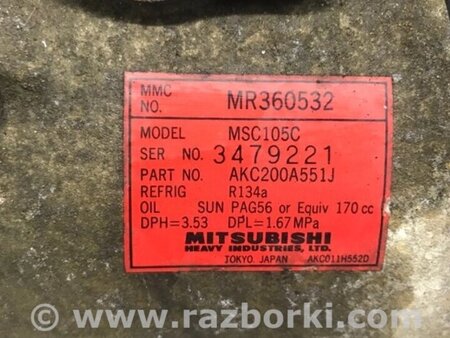 MMC
NO. MR360532
MODEL MSC105C
SER NO. 3479221
PART NO. AKC200A551J
REFRIG R134a
OIL SUN PAG56 or Equiv 170 cc
DPH=3.53 DPL=1.67MPa
MITSUBISHI
HEAVY INDUSTRIES, LTD.
TOKYO. JAPAN AKC011H552D
© www.razborki.com